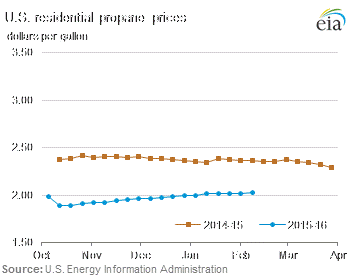 U.S. residential propane prices
dollars per gallon
eia
3.50
3.00
2.50
2.00
1.50
Oct Nov Dec Jan Feb Mar Apr
2014-15 2015-16
Source: U.S. Energy Information Administration